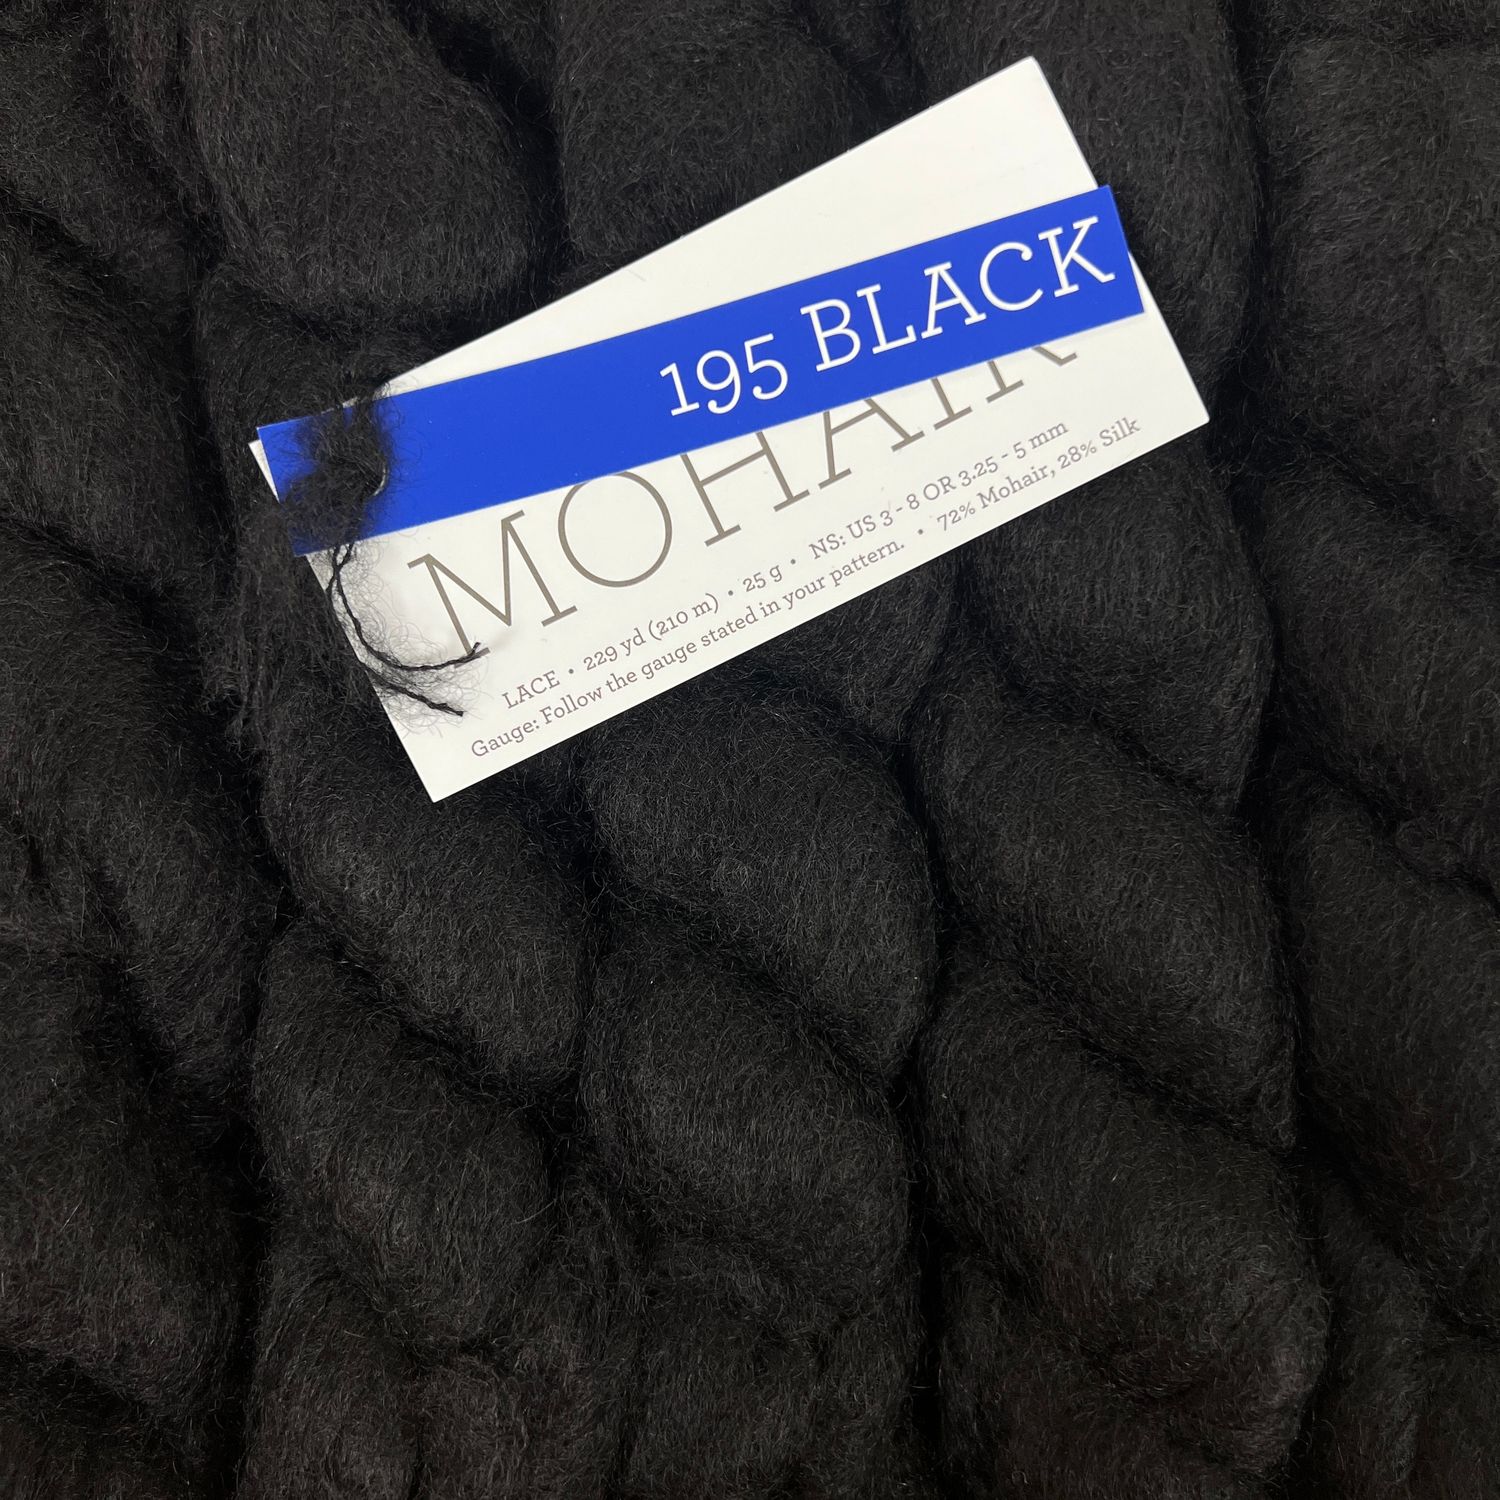 195 BLACK
MOHAIR
LACE • 229 yd (210 m) • 25 g • NS: US 3 - 8 OR 3.25 - 5 mm
Gauge: Follow the gauge stated in your pattern. • 72% Mohair, 28% Silk